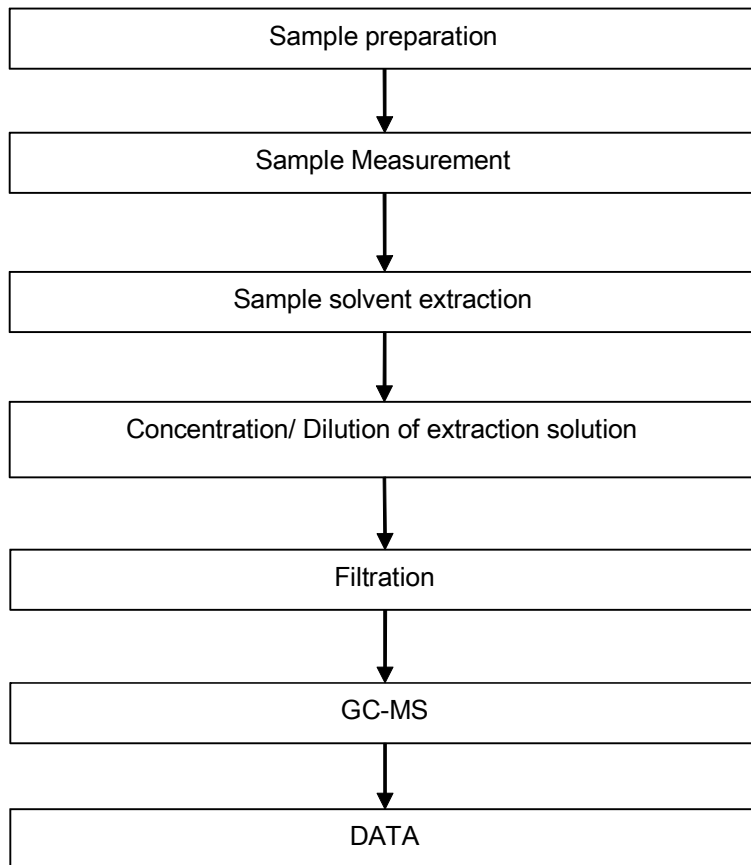 Sample preparation
Sample Measurement
Sample solvent extraction
Concentration/ Dilution of extraction solution
Filtration
GC-MS
DATA